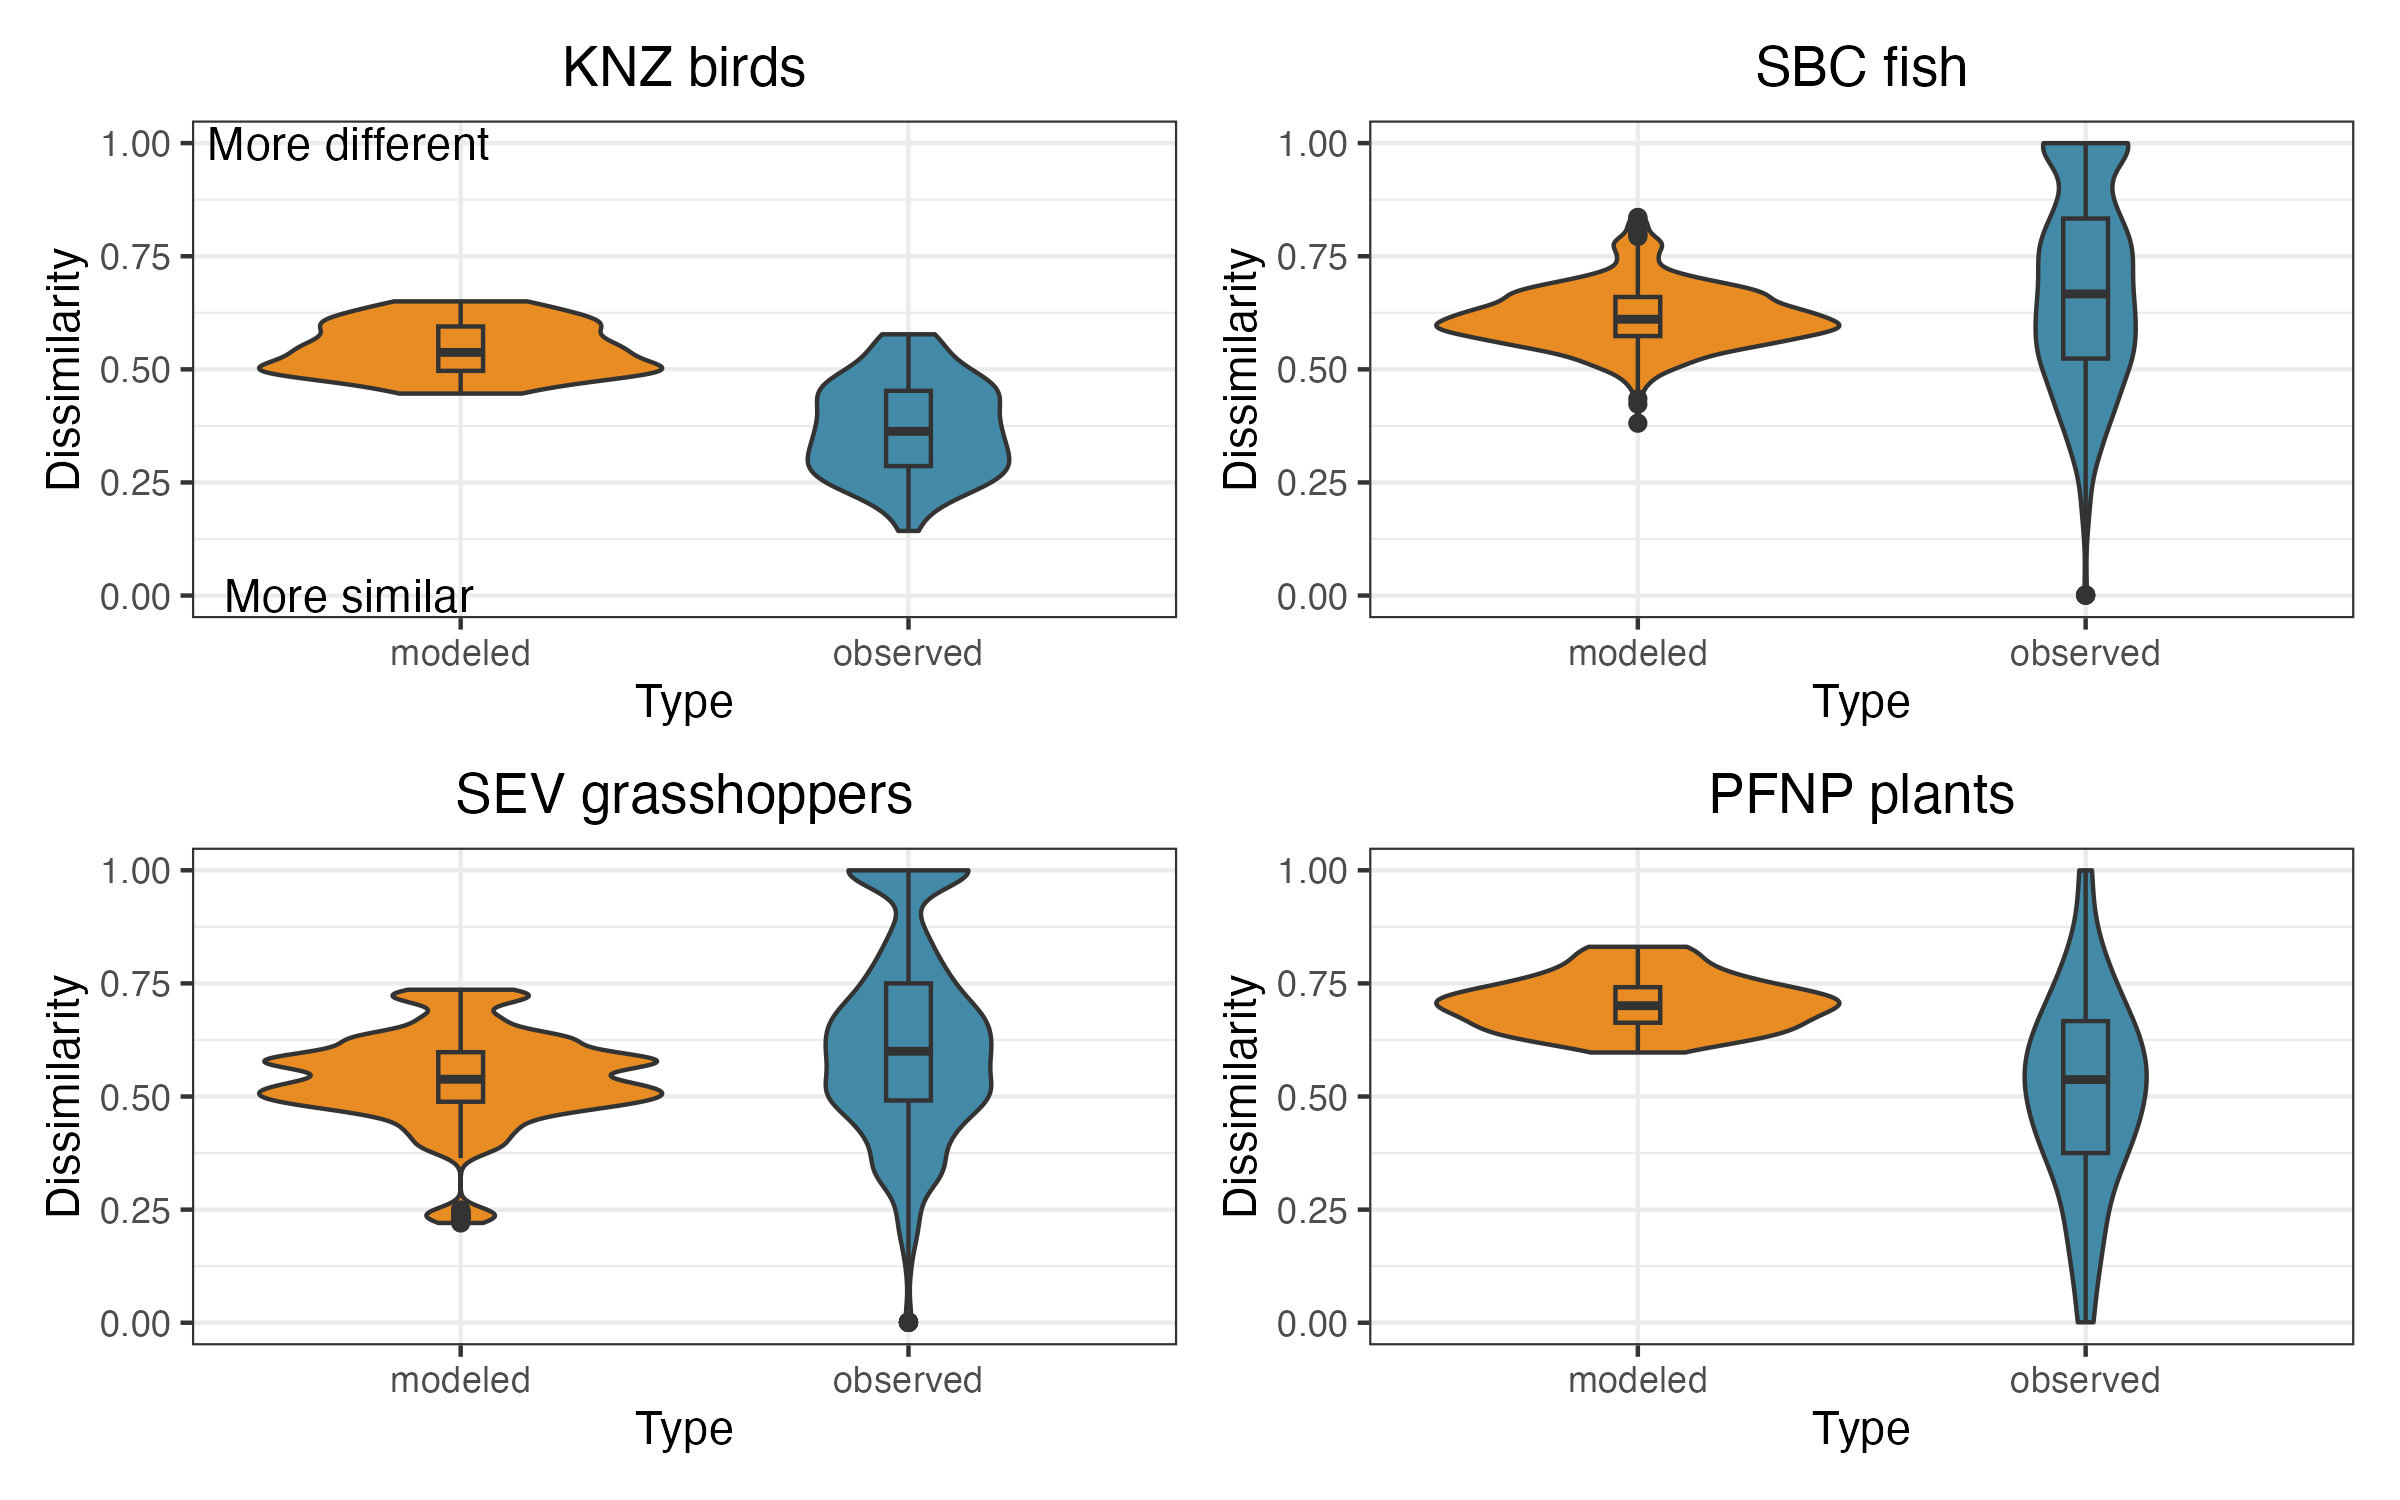 KNZ birds
Dissimilarity
1.00
0.75
0.50
0.25
0.00
More different
More similar
modeled
observed
Type
SBC fish
Dissimilarity
1.00
0.75
0.50
0.25
0.00
modeled
observed
Type
SEV grasshoppers
Dissimilarity
1.00
0.75
0.50
0.25
0.00
modeled
observed
Type
PFNP plants
Dissimilarity
1.00
0.75
0.50
0.25
0.00
modeled
observed
Type